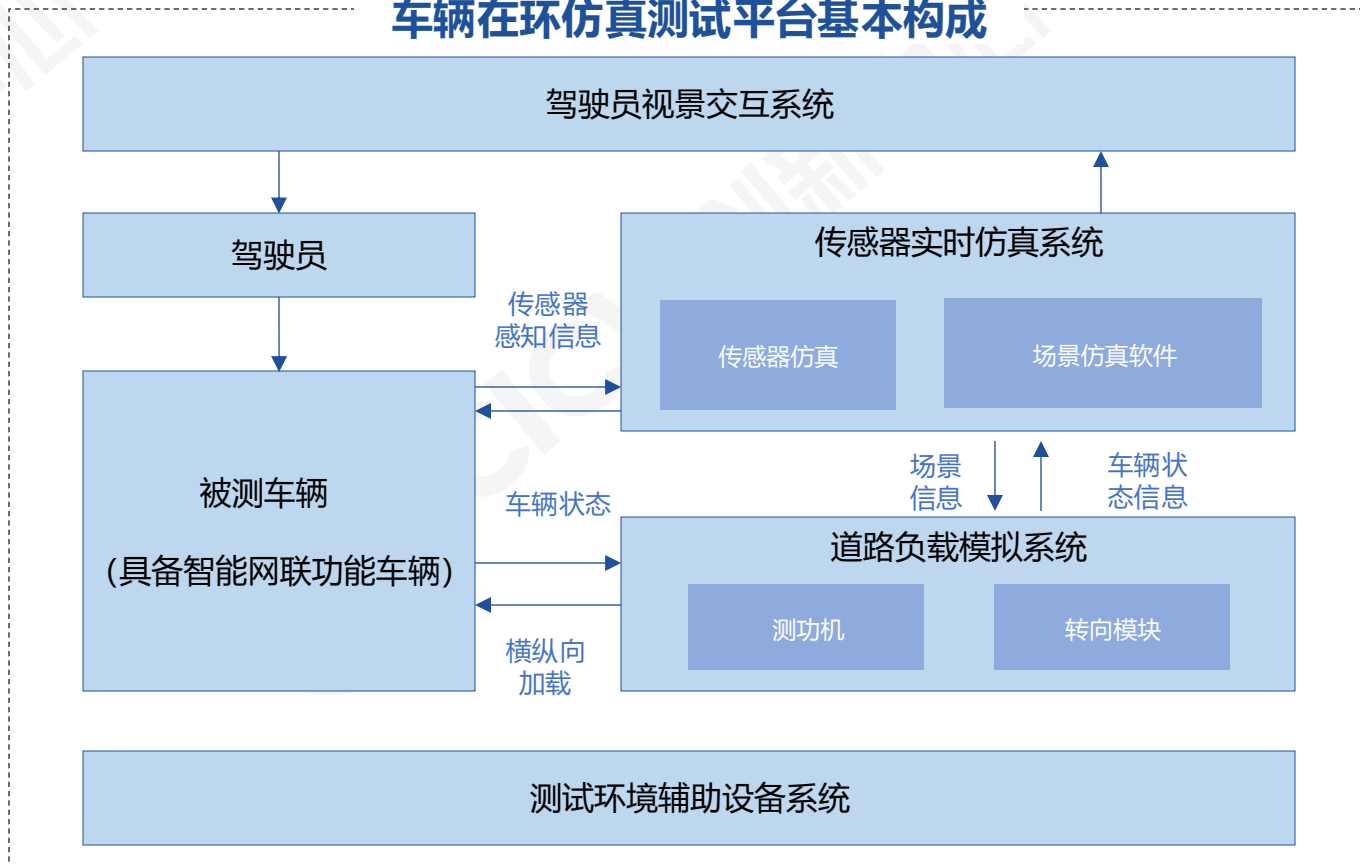 车辆在环仿真测试平台基本构成
驾驶员视景交互系统
驾驶员
传感器实时仿真系统
传感器
感知信息
传感器仿真
场景仿真软件
被测车辆
(具备智能网联功能车辆)
场景
信息
车辆状
态信息
车辆状态
道路负载模拟系统
测功机
转向模块
横纵向
加载
测试环境辅助设备系统